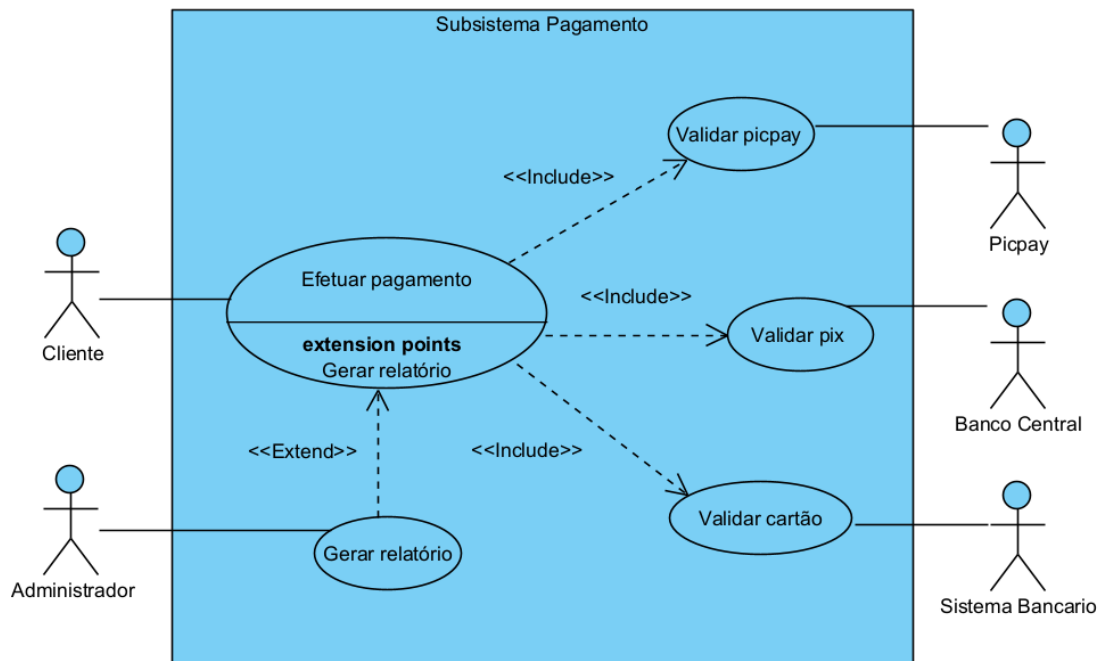 Subsistema Pagamento
Validar picpay
<<Include>>
Picpay
Efetuar pagamento
<<Include>>
Cliente
extension points
Gerar relatório
Validar pix
Banco Central
<<Extend>>
<<Include>>
Validar cartão
Gerar relatório
Administrador
Sistema Bancario